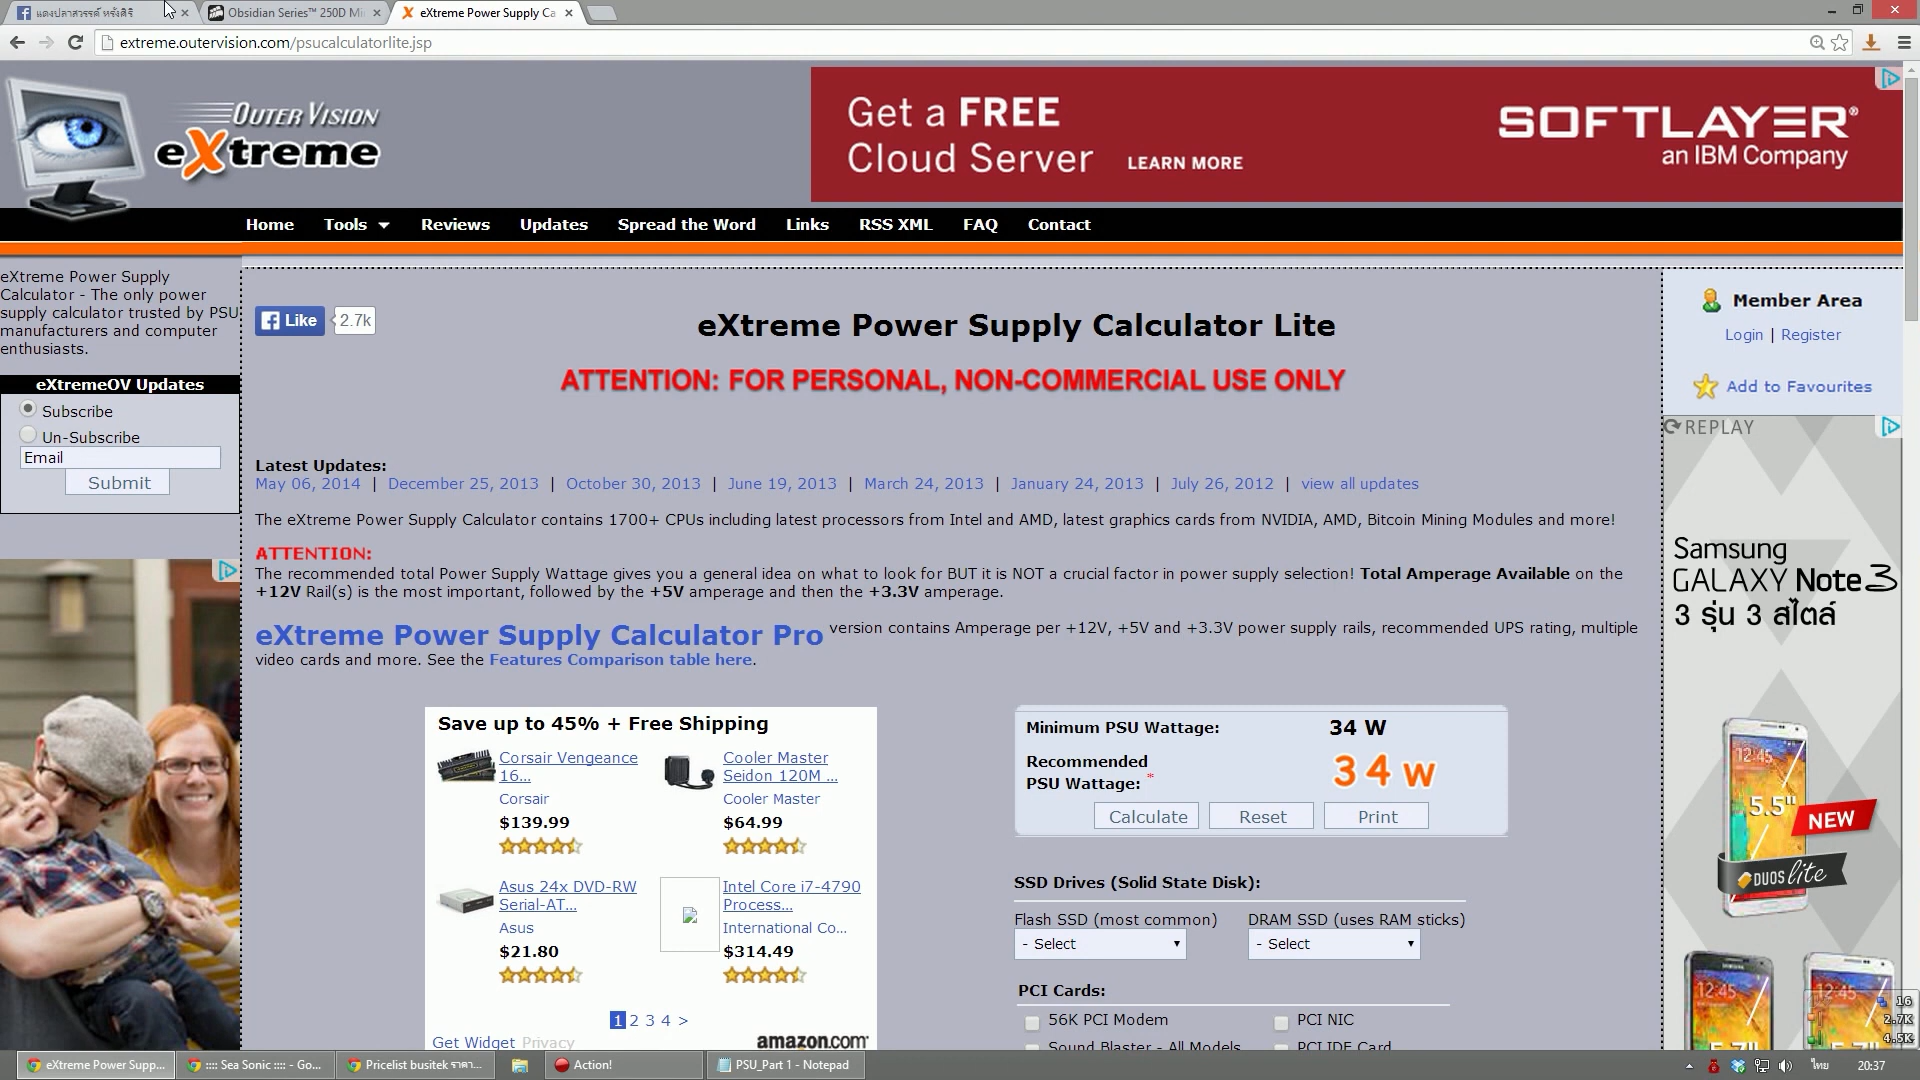 แดงปลาสวรรค์ หรั่งศิริ
Obsidian Series™ 250D Mi
eXtreme Power Supply Ca
extreme.outervision.com/psucalculatorlite.jsp
OUTER VISION
eXtreme
Get a FREE
Cloud Server LEARN MORE
SOFTLAYER®
an IBM Company
Home Tools Reviews Updates Spread the Word Links RSS XML FAQ Contact
eXtreme Power Supply
Calculator - The only power
supply calculator trusted by PSU
manufacturers and computer
enthusiasts.
eXtremeOV Updates
Subscribe
Un-Subscribe
Email
Submit
Like 2.7k
eXtreme Power Supply Calculator Lite
ATTENTION: FOR PERSONAL, NON-COMMERCIAL USE ONLY
Latest Updates:
May 06, 2014 | December 25, 2013 | October 30, 2013 | June 19, 2013 | March 24, 2013 | January 24, 2013 | July 26, 2012 | view all updates
The eXtreme Power Supply Calculator contains 1700+ CPUs including latest processors from Intel and AMD, latest graphics cards from NVIDIA, AMD, Bitcoin Mining Modules and more!
ATTENTION:
The recommended total Power Supply Wattage gives you a general idea on what to look for BUT it is NOT a crucial factor in power supply selection! Total Amperage Available on the
+12V Rail(s) is the most important, followed by the +5V amperage and then the +3.3V amperage.
eXtreme Power Supply Calculator Pro version contains Amperage per +12V, +5V and +3.3V power supply rails, recommended UPS rating, multiple
video cards and more. See the Features Comparison table here.
Save up to 45% + Free Shipping
Corsair Vengeance
16...
Corsair
$139.99
Cooler Master
Seidon 120M ...
Cooler Master
$64.99
Asus 24x DVD-RW
Serial-AT...
Asus
$21.80
Intel Core i7-4790
Process...
International Co...
$314.49
1 2 3 4 >
Get Widget Privacy
amazon.com
Minimum PSU Wattage: 34 W
Recommended
PSU Wattage: * 34 W
Calculate Reset Print
SSD Drives (Solid State Disk):
Flash SSD (most common) DRAM SSD (uses RAM sticks)
- Select - Select
PCI Cards:
56K PCI Modem PCI NIC
Sound Blaster - All Models PCI IDE Card
Member Area
Login | Register
Add to Favourites
REPLAY
Samsung
GALAXY Note 3
3 รุ่น 3 สไตล์
12:45
5.5"
NEW
DUOS lite
12:45
12:45
5.7"
5.7"
16
2.7K
4.5K
eXtreme Power Supp...
:::: Sea Sonic :::: - Go...
Pricelist busitek ราคา...
Action!
PSU_Part 1 - Notepad
ไทย
20:37